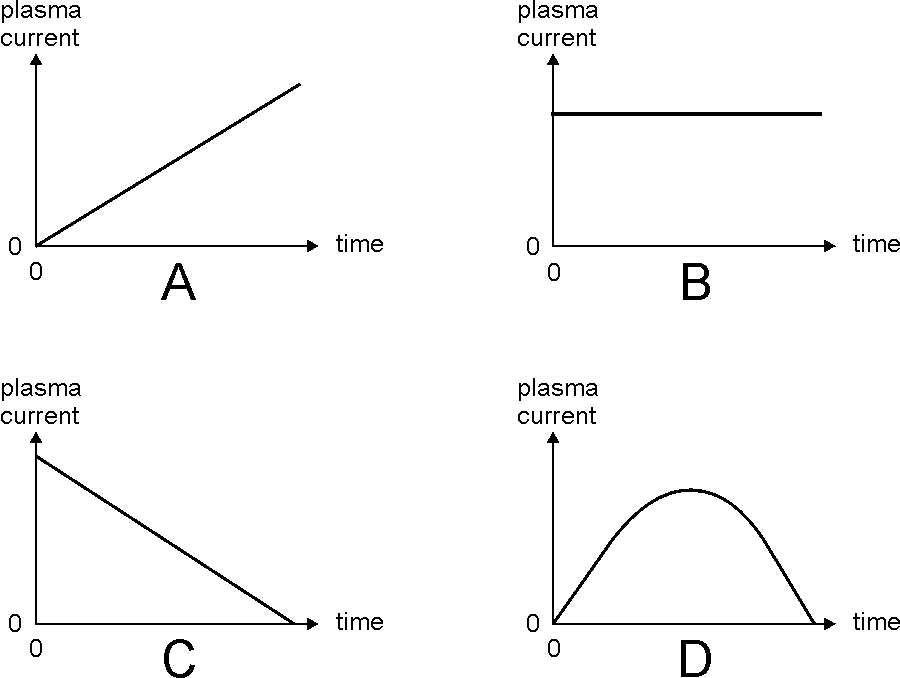 plasma
current
0
0
time
A
plasma
current
0
0
time
B
plasma
current
0
0
time
C
plasma
current
0
0
time
D